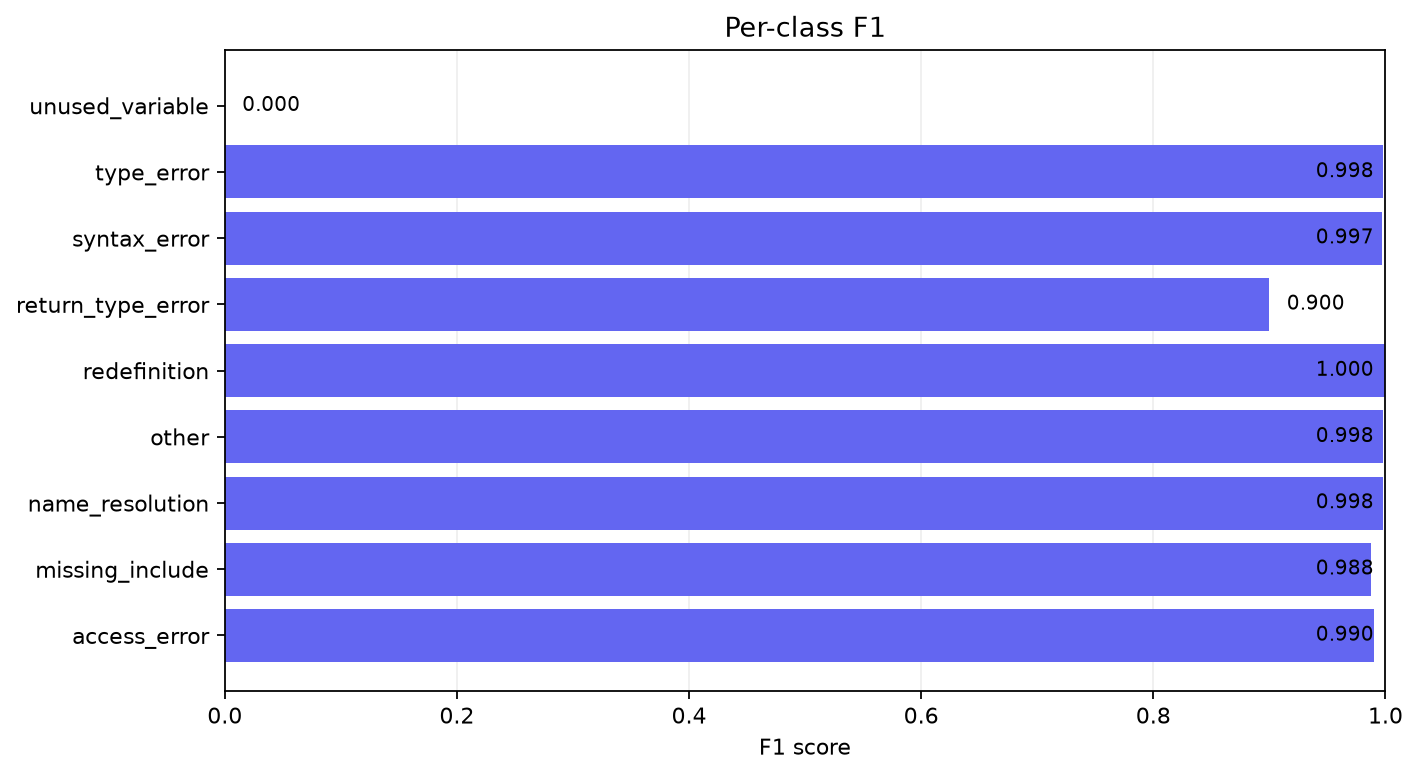 Per-class F1
unused_variable 0.000
type_error 0.998
syntax_error 0.997
return_type_error 0.900
redefinition 1.000
other 0.998
name_resolution 0.998
missing_include 0.988
access_error 0.990
0.0 0.2 0.4 0.6 0.8 1.0
F1 score